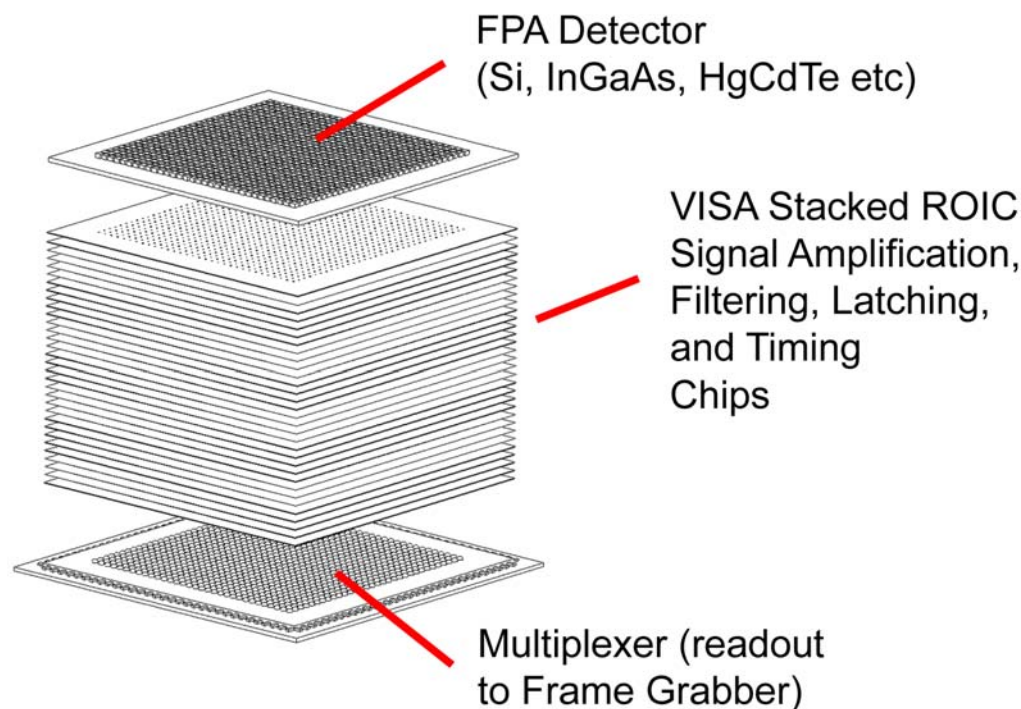 FPA Detector
(Si, InGaAs, HgCdTe etc)
VISA Stacked ROIC
Signal Amplification,
Filtering, Latching,
and Timing
Chips
Multiplexer (readout
to Frame Grabber)